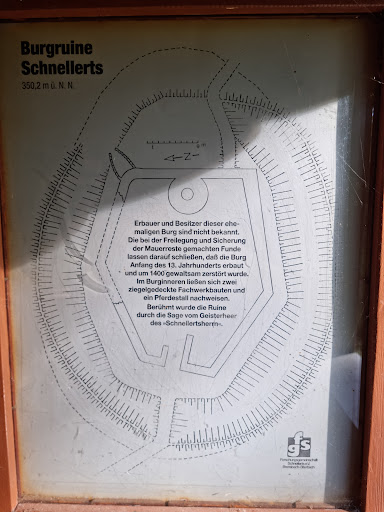 Burgruine
Schnellerts
350,2 m ü. N. N.
N
Erbauer und Besitzer dieser ehe-
maligen Burg sind nicht bekannt.
Die bei der Freilegung und Sicherung
der Mauerreste gemachten Funde
lassen darauf schließen, daß die Burg
Anfang des 13. Jahrhunderts erbaut
und um 1400 gewaltsam zerstört wurde.
Im Burginneren ließen sich zwei
ziegelgedeckte Fachwerkbauten und
ein Pferdestall nachweisen.
Berühmt wurde die Ruine
durch die Sage vom Geisterheer
des »Schnellertsherrn«.
gfs